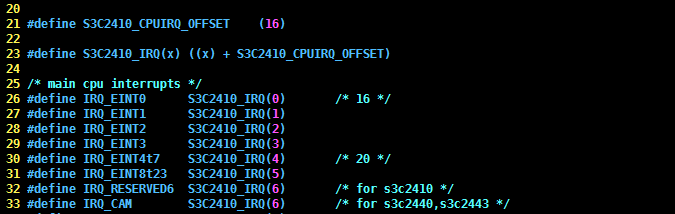 20
21 #define S3C2410_CPUIRQ_OFFSET    (16)
22
23 #define S3C2410_IRQ(x) ((x) + S3C2410_CPUIRQ_OFFSET)
24
25 /* main cpu interrupts */
26 #define IRQ_EINT0      S3C2410_IRQ(0)       /* 16 */
27 #define IRQ_EINT1      S3C2410_IRQ(1)
28 #define IRQ_EINT2      S3C2410_IRQ(2)
29 #define IRQ_EINT3      S3C2410_IRQ(3)
30 #define IRQ_EINT4t7    S3C2410_IRQ(4)       /* 20 */
31 #define IRQ_EINT8t23   S3C2410_IRQ(5)
32 #define IRQ_RESERVED6  S3C2410_IRQ(6)       /* for s3c2410 */
33 #define IRQ_CAM        S3C2410_IRQ(6)       /* for s3c2440,s3c2443 */